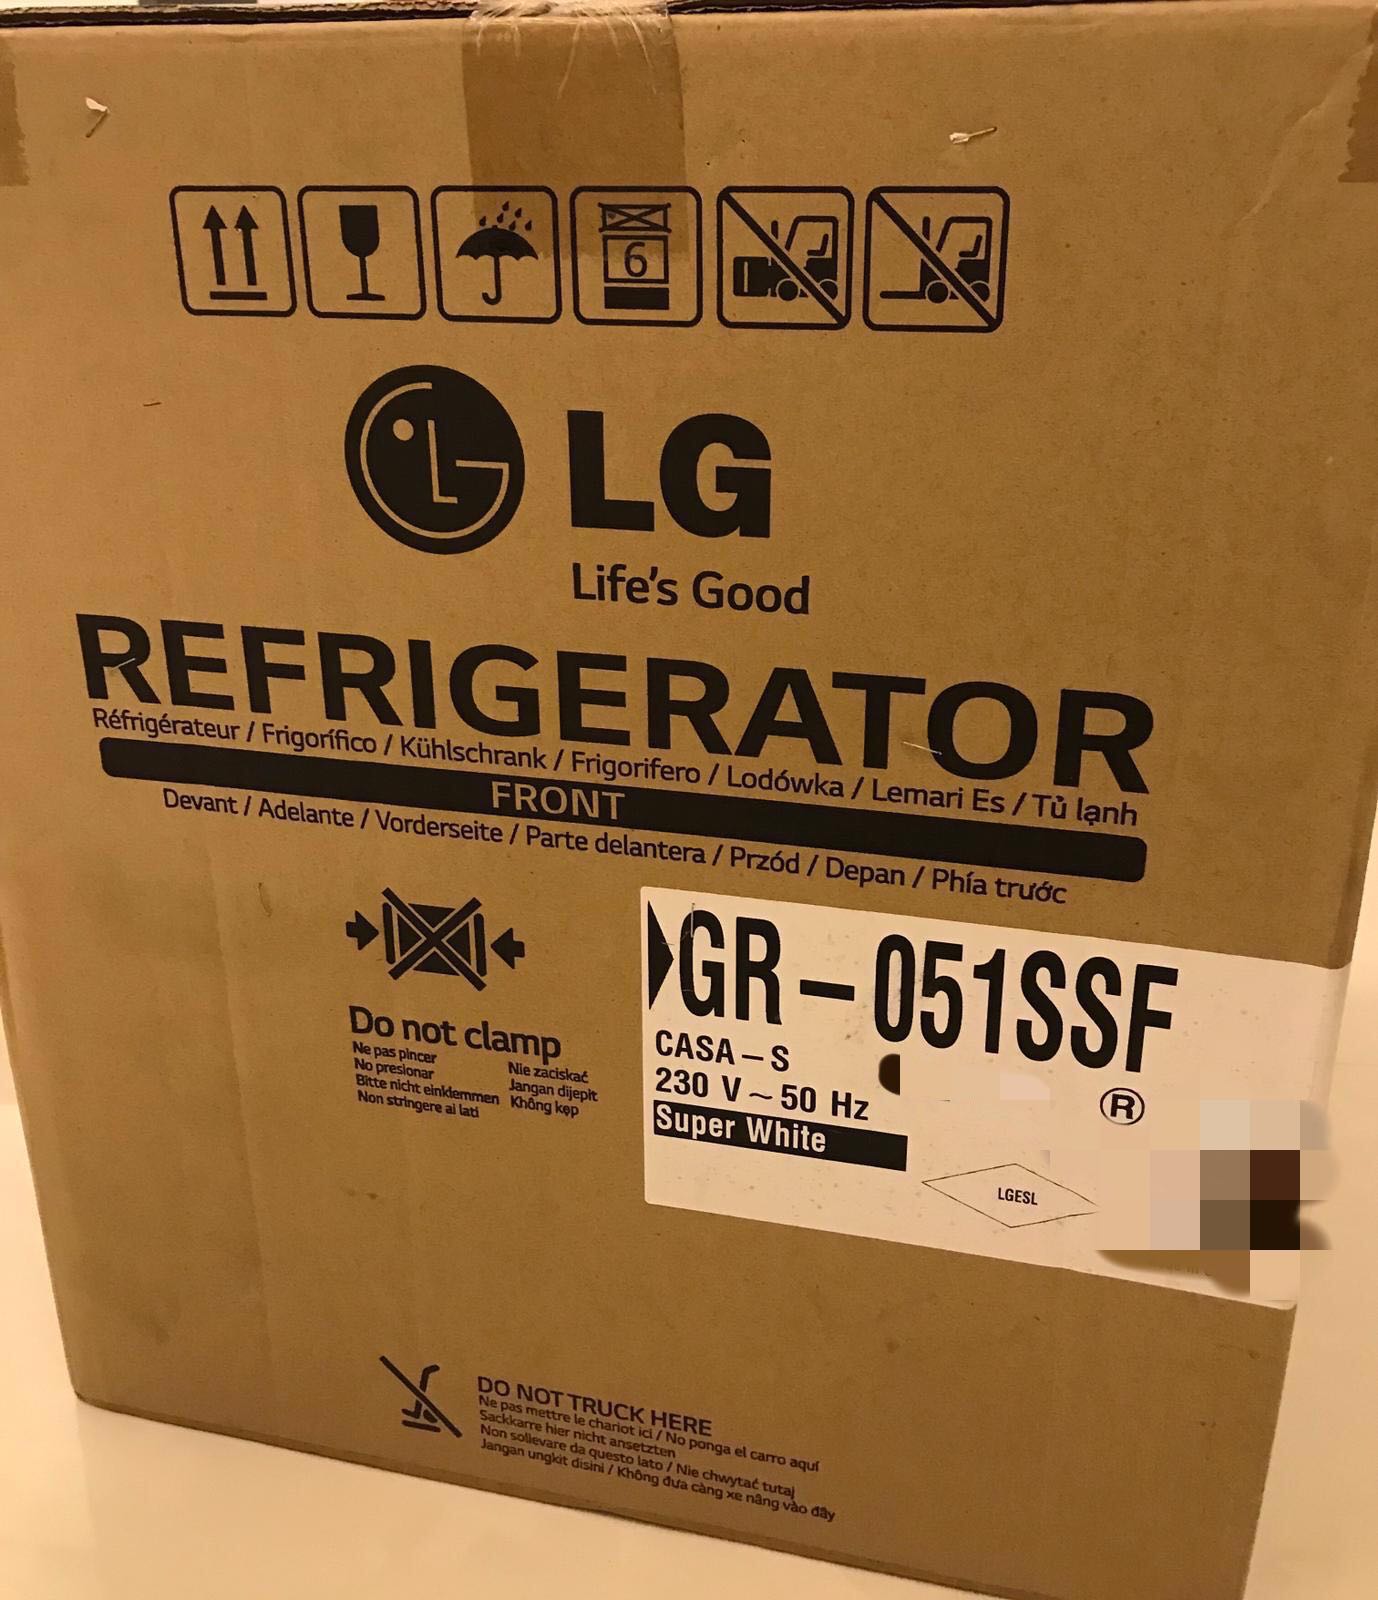 6
LG
LG
Life's Good
REFRIGERATOR
Réfrigérateur / Frigorífico / Kühlschrank / Frigorifero / Lodówka / Lemari Es / Tủ lạnh
FRONT
Devant / Adelante / Vorderseite / Parte delantera / Przód / Depan / Phía trước
Do not clamp
Ne pas pincer
No presionar
Bitte nicht einklemmen
Non stringere ai lati
Nie zaciskać
Jangan dijepit
Không kẹp
GR-051SSF
CASA-S
230 V~50 Hz
Super White
®
LGESL
DO NOT TRUCK HERE
Ne pas mettre le chariot ici / No ponga el carro aquí
Sackkarre hier nicht ansetzten
Non sollevare da questo lato / Nie chwytać tutaj
Jangan ungkit disini / Không đưa càng xe nâng vào đây